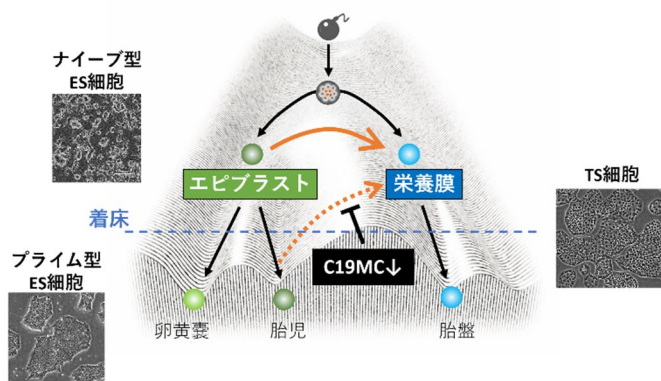 ナイーブ型
ES細胞
エピブラスト
栄養膜
TS細胞
着床
プライム型
ES細胞
C19MC↓
卵黄嚢
胎児
胎盤